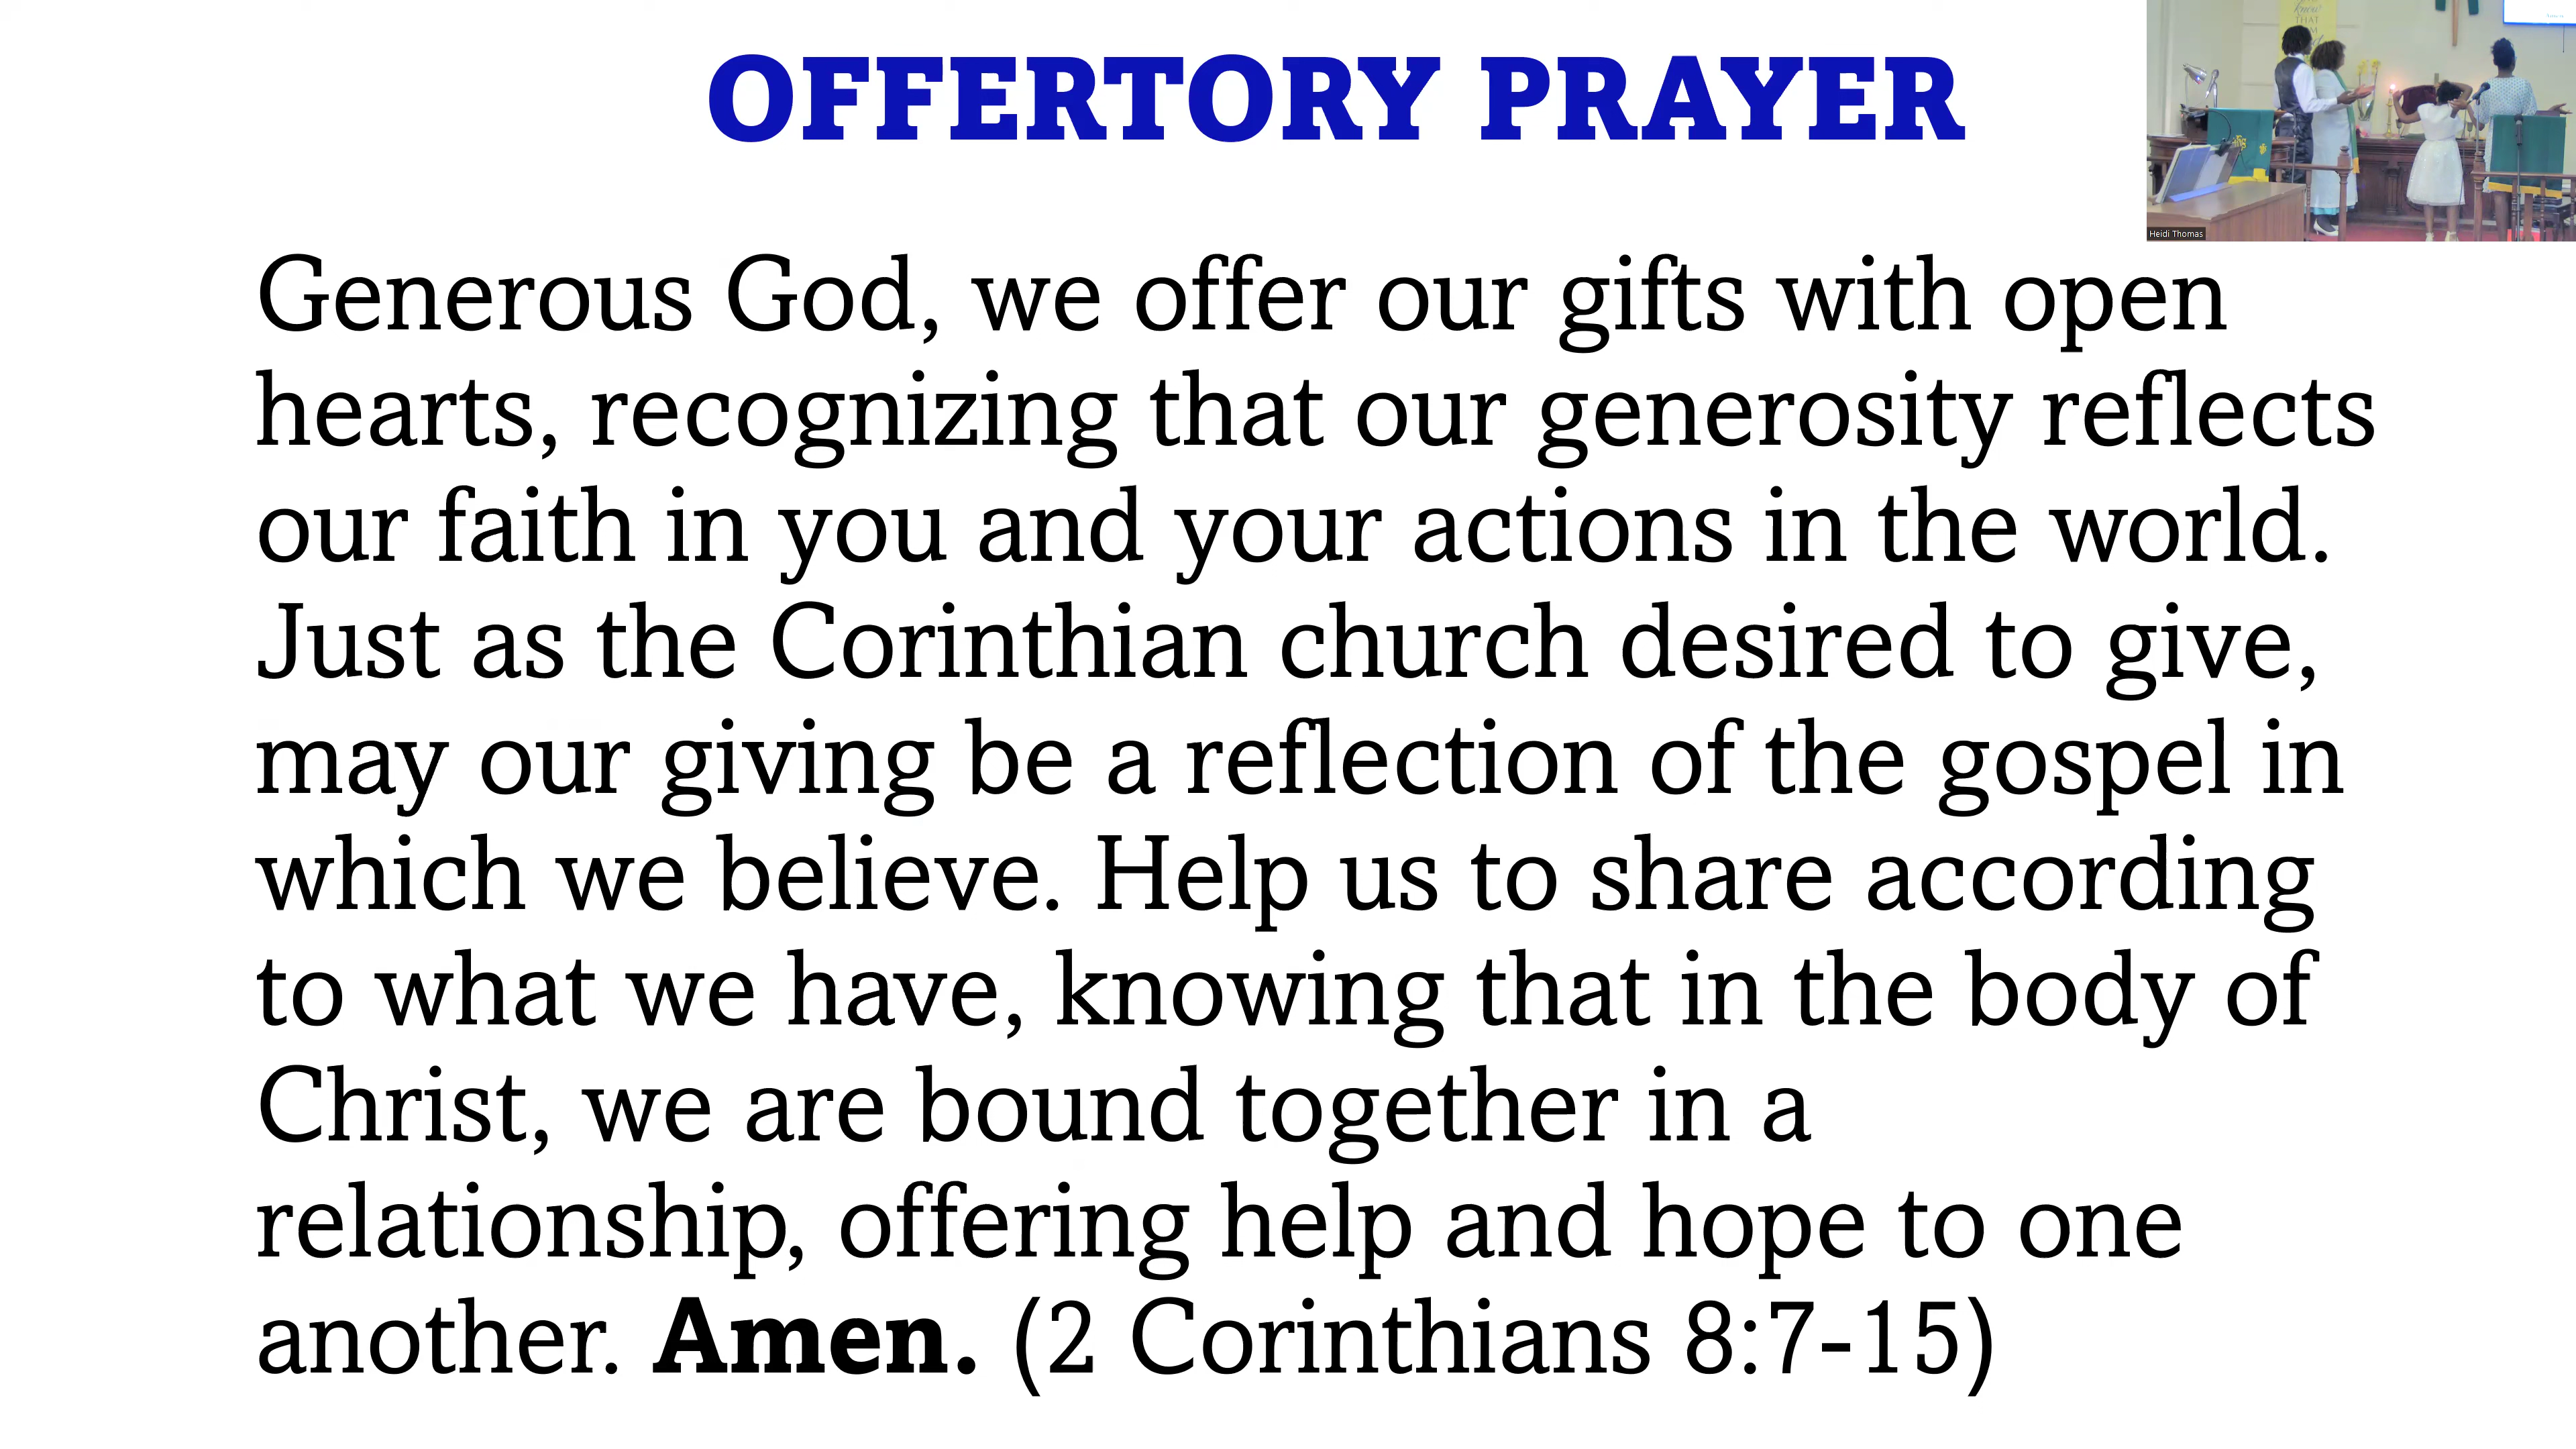 OFFERTORY PRAYER
know
THAT
Heidi Thomas
Generous God, we offer our gifts with open
hearts, recognizing that our generosity reflects
our faith in you and your actions in the world.
Just as the Corinthian church desired to give,
may our giving be a reflection of the gospel in
which we believe. Help us to share according
to what we have, knowing that in the body of
Christ, we are bound together in a
relationship, offering help and hope to one
another. Amen. (2 Corinthians 8:7-15)